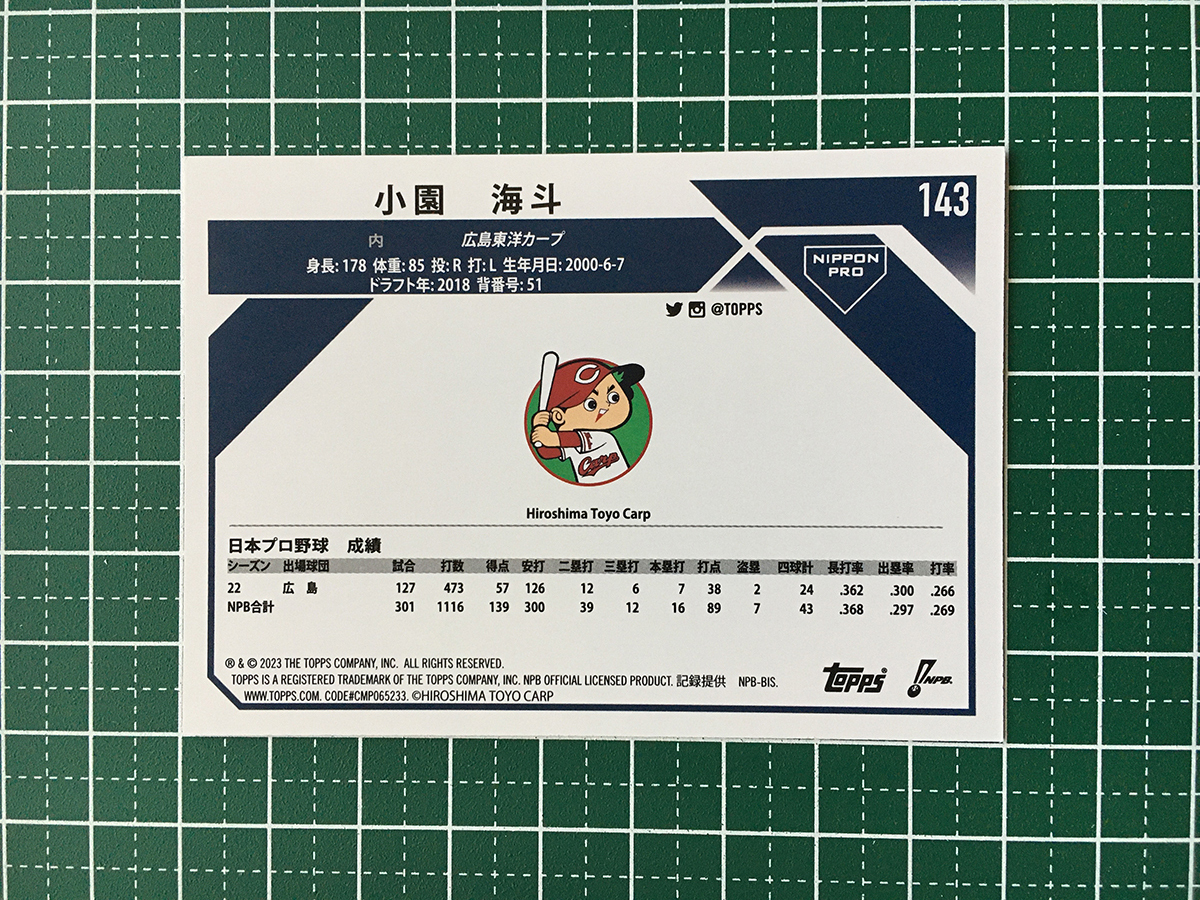 小園 海斗
143
内 広島東洋カープ
身長: 178 体重: 85 投: R 打: L 生年月日: 2000-6-7
ドラフト年: 2018 背番号: 51
NIPPON
PRO
@TOPPS
C
Carp
Hiroshima Toyo Carp
日本プロ野球 成績
シーズン 出場球団 試合 打数 得点 安打 二塁打 三塁打 本塁打 打点 盗塁 四球計 長打率 出塁率 打率
22 広 島 127 473 57 126 12 6 7 38 2 24 .362 .300 .266
NPB合計 301 1116 139 300 39 12 16 89 7 43 .368 .297 .269
® & © 2023 THE TOPPS COMPANY, INC. ALL RIGHTS RESERVED.
TOPPS IS A REGISTERED TRADEMARK OF THE TOPPS COMPANY, INC. NPB OFFICIAL LICENSED PRODUCT. 記録提供 NPB-BIS.
WWW.TOPPS.COM. CODE#CMP065233. ©HIROSHIMA TOYO CARP
TOPPS®
NPB.